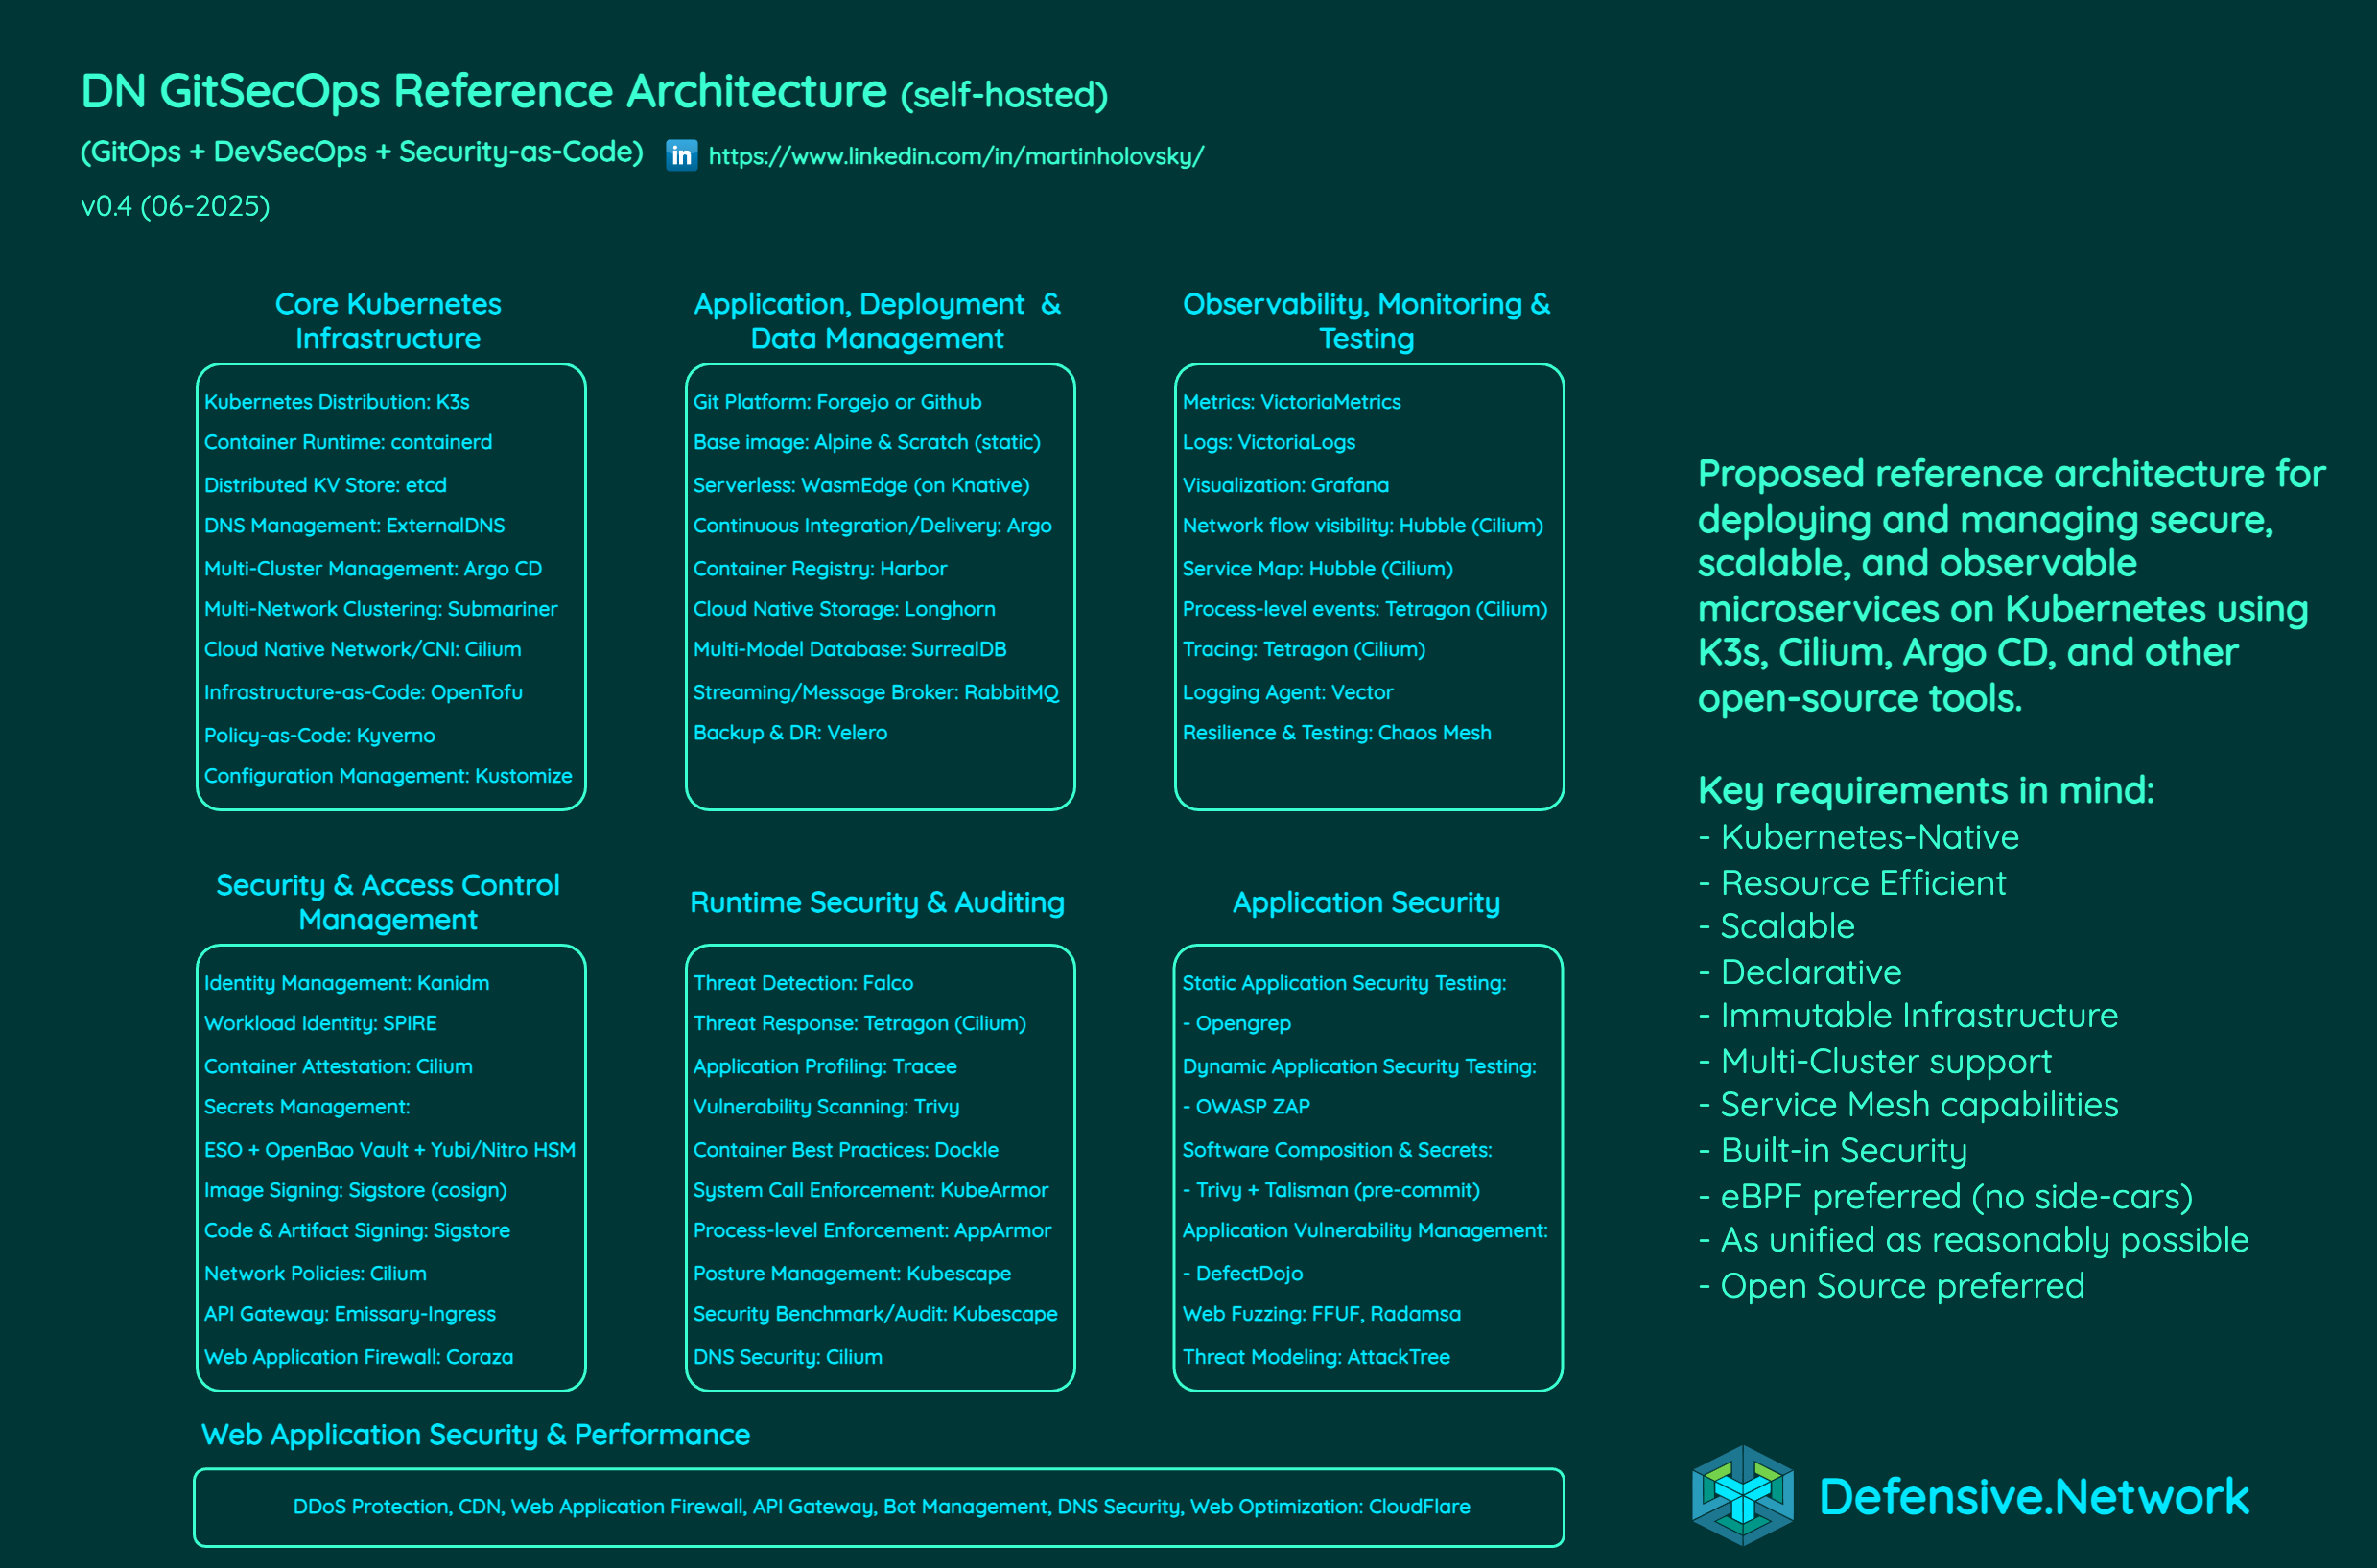 DN GitSecOps Reference Architecture (self-hosted)
(GitOps + DevSecOps + Security-as-Code) in https://www.linkedin.com/in/martinholovsky/
v0.4 (06-2025)
Core Kubernetes
Infrastructure
Kubernetes Distribution: K3s
Container Runtime: containerd
Distributed KV Store: etcd
DNS Management: ExternalDNS
Multi-Cluster Management: Argo CD
Multi-Network Clustering: Submariner
Cloud Native Network/CNI: Cilium
Infrastructure-as-Code: OpenTofu
Policy-as-Code: Kyverno
Configuration Management: Kustomize
Application, Deployment &
Data Management
Git Platform: Forgejo or Github
Base image: Alpine & Scratch (static)
Serverless: WasmEdge (on Knative)
Continuous Integration/Delivery: Argo
Container Registry: Harbor
Cloud Native Storage: Longhorn
Multi-Model Database: SurrealDB
Streaming/Message Broker: RabbitMQ
Backup & DR: Velero
Observability, Monitoring &
Testing
Metrics: VictoriaMetrics
Logs: VictoriaLogs
Visualization: Grafana
Network flow visibility: Hubble (Cilium)
Service Map: Hubble (Cilium)
Process-level events: Tetragon (Cilium)
Tracing: Tetragon (Cilium)
Logging Agent: Vector
Resilience & Testing: Chaos Mesh
Security & Access Control
Management
Identity Management: Kanidm
Workload Identity: SPIRE
Container Attestation: Cilium
Secrets Management:
ESO + OpenBao Vault + Yubi/Nitro HSM
Image Signing: Sigstore (cosign)
Code & Artifact Signing: Sigstore
Network Policies: Cilium
API Gateway: Emissary-Ingress
Web Application Firewall: Coraza
Runtime Security & Auditing
Threat Detection: Falco
Threat Response: Tetragon (Cilium)
Application Profiling: Tracee
Vulnerability Scanning: Trivy
Container Best Practices: Dockle
System Call Enforcement: KubeArmor
Process-level Enforcement: AppArmor
Posture Management: Kubescape
Security Benchmark/Audit: Kubescape
DNS Security: Cilium
Application Security
Static Application Security Testing:
- Opengrep
Dynamic Application Security Testing:
- OWASP ZAP
Software Composition & Secrets:
- Trivy + Talisman (pre-commit)
Application Vulnerability Management:
- DefectDojo
Web Fuzzing: FFUF, Radamsa
Threat Modeling: AttackTree
Web Application Security & Performance
DDoS Protection, CDN, Web Application Firewall, API Gateway, Bot Management, DNS Security, Web Optimization: CloudFlare
Proposed reference architecture for
deploying and managing secure,
scalable, and observable
microservices on Kubernetes using
K3s, Cilium, Argo CD, and other
open-source tools.
Key requirements in mind:
- Kubernetes-Native
- Resource Efficient
- Scalable
- Declarative
- Immutable Infrastructure
- Multi-Cluster support
- Service Mesh capabilities
- Built-in Security
- eBPF preferred (no side-cars)
- As unified as reasonably possible
- Open Source preferred
Defensive.Network